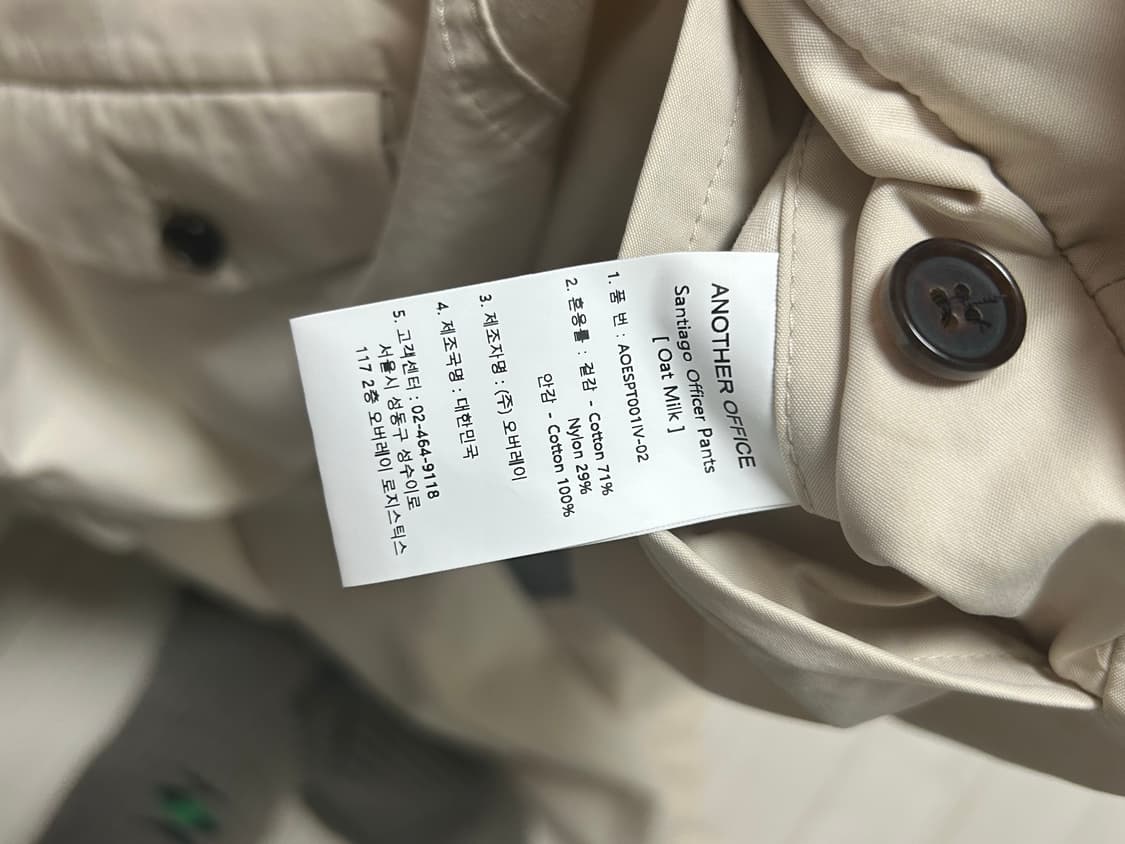 ANOTHER OFFICE
Santiago Officer Pants
[ Oat Milk ]
1. 품 번 : AOESPT001IV-02
2. 혼용률 : 겉감 - Cotton 71%
Nylon 29%
안감 - Cotton 100%
3. 제조자명 : (주) 오버레이
4. 제조국명 : 대한민국
5. 고객센터 : 02-464-9118
서울시 성동구 성수이로
117 2층 오버레이 로지스틱스